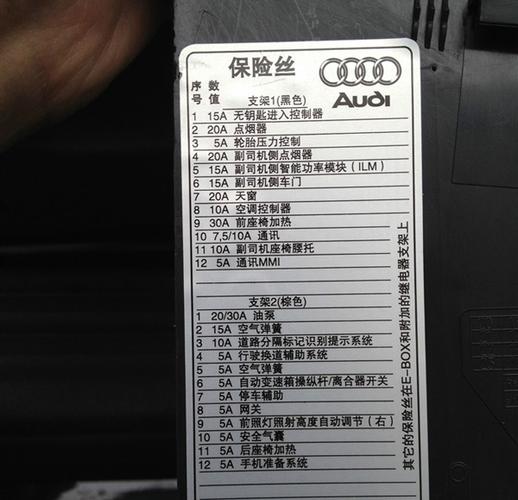 保险丝
Audi
序 数
号 值
支架1(黑色)
1 15A 无钥匙进入控制器
2 20A 点烟器
3 5A 轮胎压力控制
4 20A 副司机侧点烟器
5 15A 副司机侧智能功率模块（ILM）
6 15A 副司机侧车门
7 20A 天窗
8 10A 空调控制器
9 30A 前座椅加热
10 7,5/10A 通讯
11 10A 副司机座椅腰托
12 5A 通讯MMI
支架2(棕色)
1 20/30A 油泵
2 15A 空气弹簧
3 10A 道路分隔标记识别提示系统
4 5A 行驶换道辅助系统
5 5A 空气弹簧
6 5A 自动变速箱操纵杆/离合器开关
7 5A 停车辅助
8 5A 网关
9 5A 前照灯照射高度自动调节（右）
10 5A 安全气囊
11 5A 后座椅加热
12 5A 手机准备系统
其它的保险丝在E-BOX和附加的继电器支架上